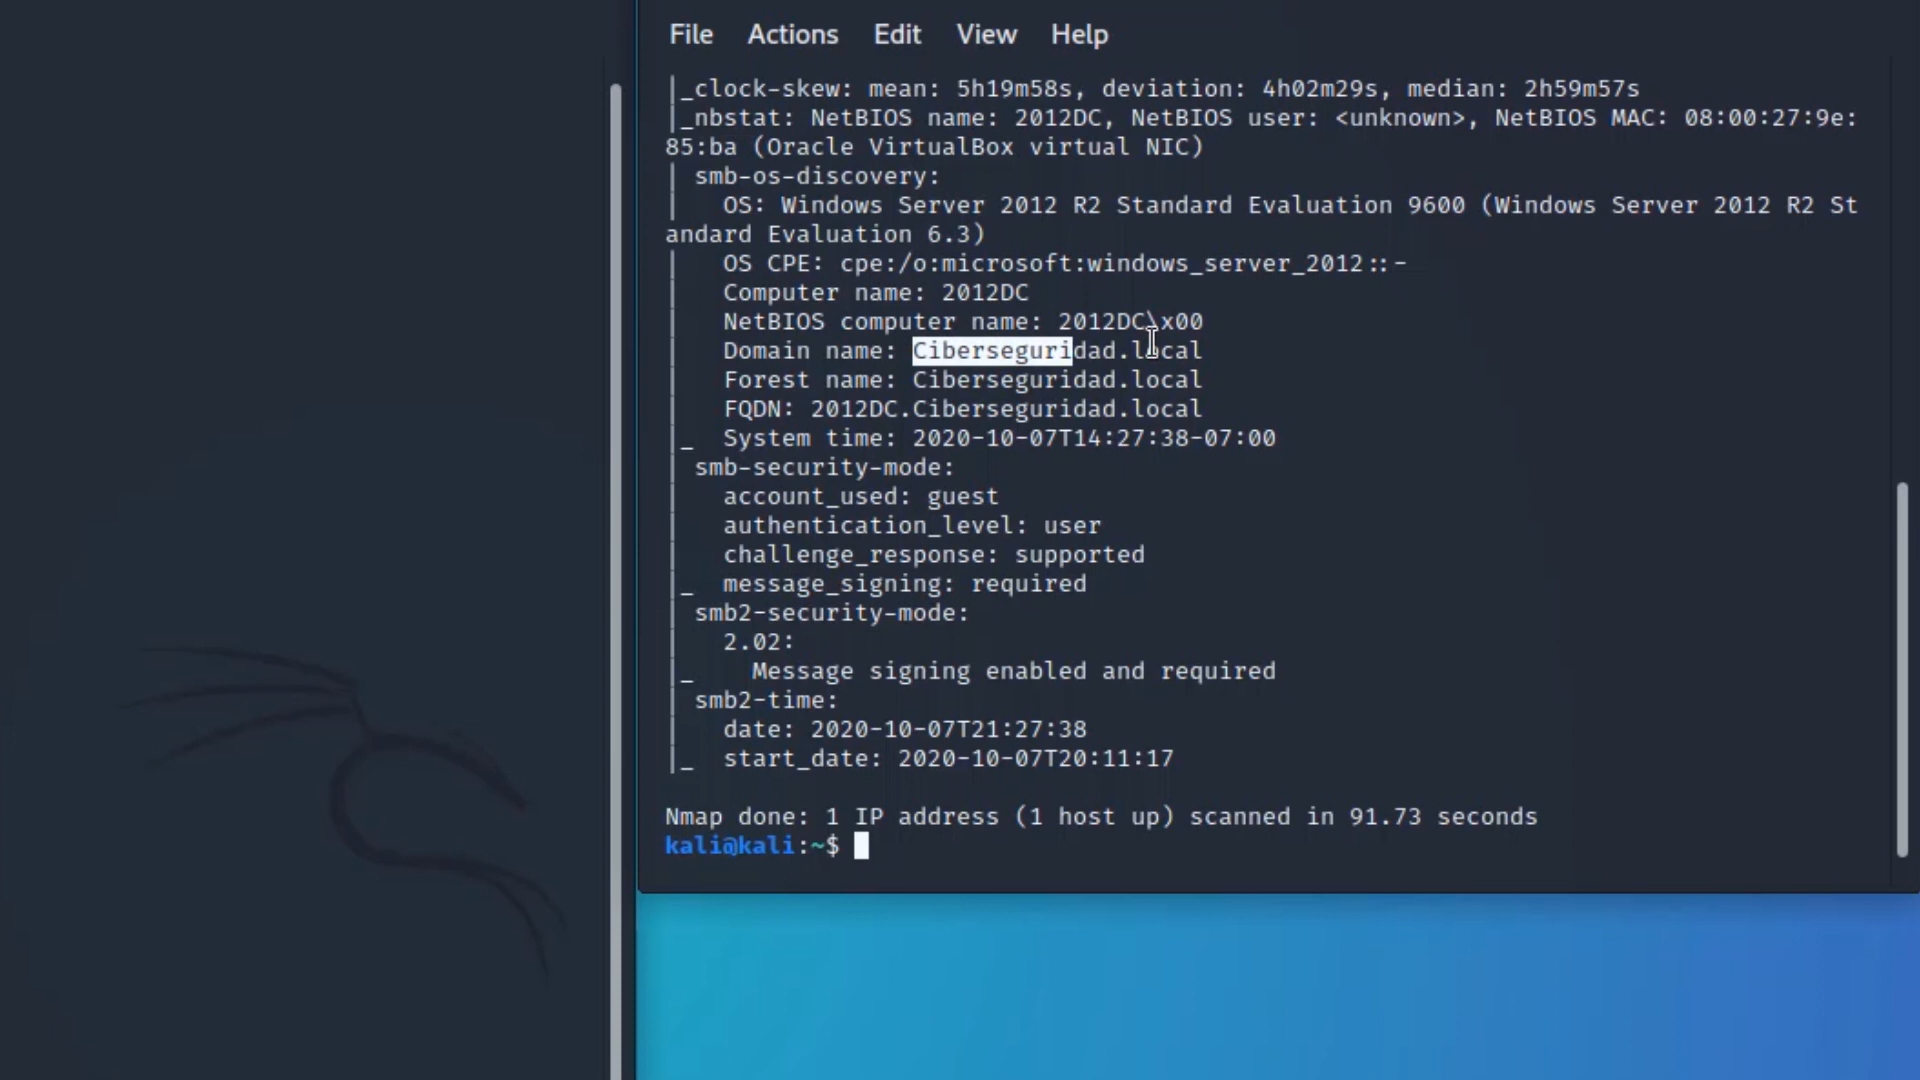 File Actions Edit View Help
|_clock-skew: mean: 5h19m58s, deviation: 4h02m29s, median: 2h59m57s
|_nbstat: NetBIOS name: 2012DC, NetBIOS user: <unknown>, NetBIOS MAC: 08:00:27:9e:
85:ba (Oracle VirtualBox virtual NIC)
| smb-os-discovery:
|   OS: Windows Server 2012 R2 Standard Evaluation 9600 (Windows Server 2012 R2 St
andard Evaluation 6.3)
|   OS CPE: cpe:/o:microsoft:windows_server_2012::-
|   Computer name: 2012DC
|   NetBIOS computer name: 2012DC\x00
|   Domain name: Ciberseguridad.local
|   Forest name: Ciberseguridad.local
|   FQDN: 2012DC.Ciberseguridad.local
|_  System time: 2020-10-07T14:27:38-07:00
| smb-security-mode:
|   account_used: guest
|   authentication_level: user
|   challenge_response: supported
|_  message_signing: required
| smb2-security-mode:
|   2.02:
|_    Message signing enabled and required
| smb2-time:
|   date: 2020-10-07T21:27:38
|_  start_date: 2020-10-07T20:11:17
Nmap done: 1 IP address (1 host up) scanned in 91.73 seconds
kali@kali:~$